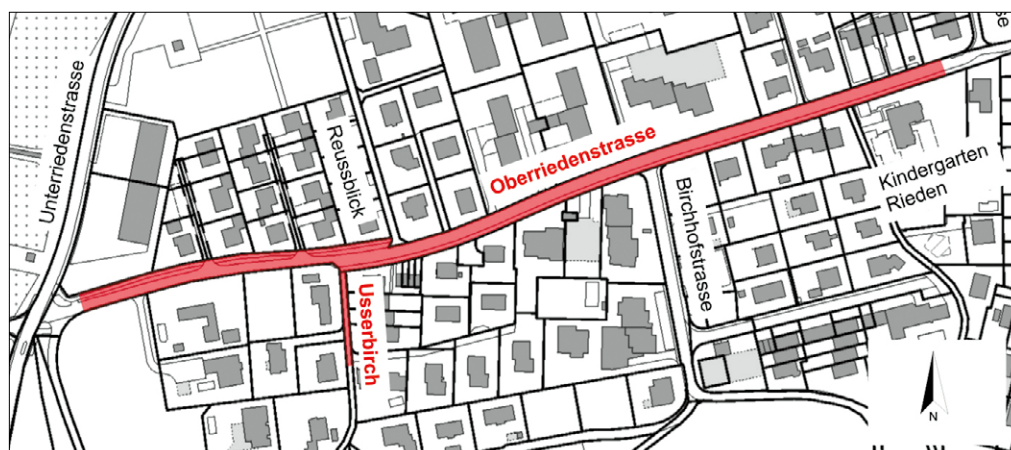 Unterriedenstrasse
Reussblick
Oberriedenstrasse
Usserbirch
Birchhofstrasse
Kindergarten
Rieden
N